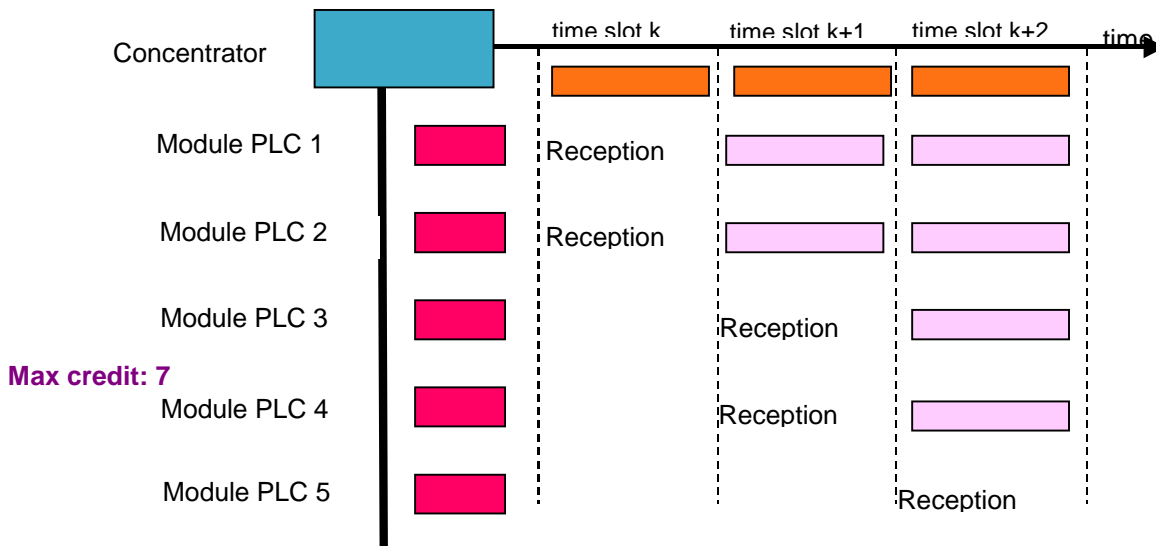 time slot k time slot k+1 time slot k+2 time
Concentrator
Module PLC 1 Reception
Module PLC 2 Reception
Module PLC 3 Reception
Max credit: 7
Module PLC 4 Reception
Module PLC 5 Reception